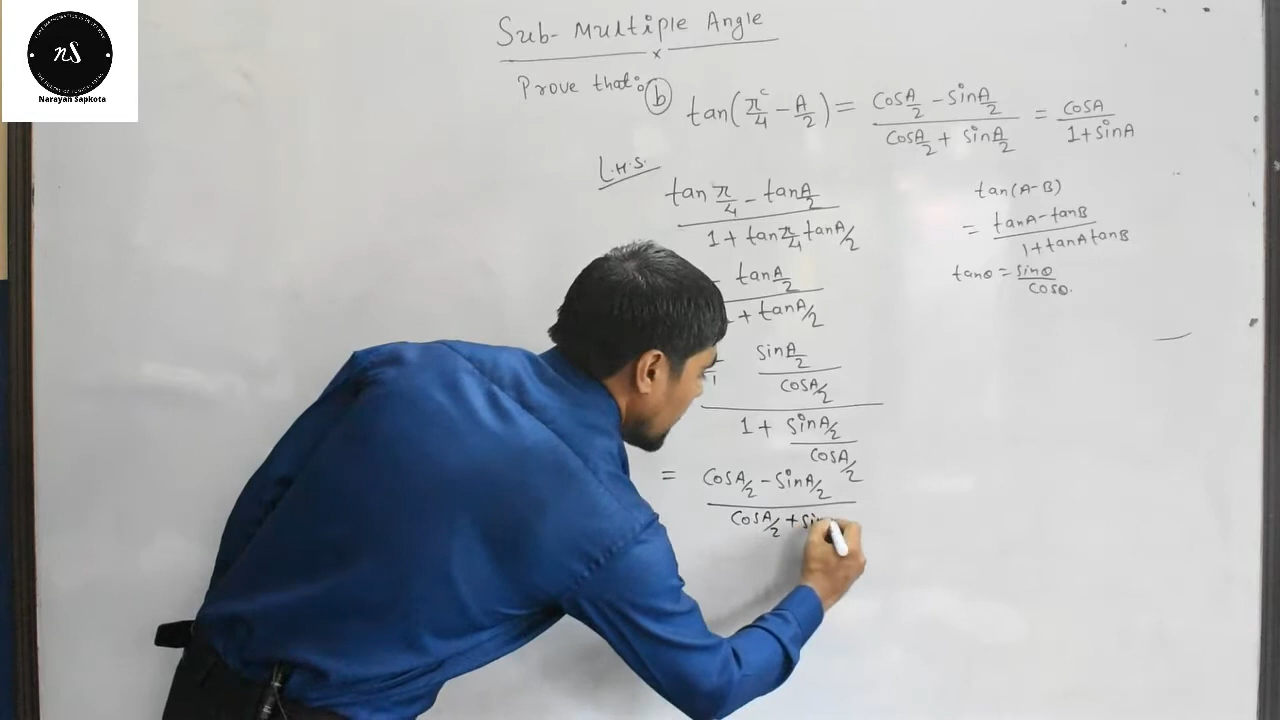 nS
Narayan Sapkota
Sub- Multiple Angle
Prove that: b tan(π^c/4 - A/2) = (cosA/2 - sinA/2)/(cosA/2 + sinA/2) = cosA/(1+sinA)
L.H.S.
(tan π/4 - tanA/2)/(1 + tanπ/4 tanA/2)
tanA/2
+ tanA/2
sinA/2
cosA/2
1 + sinA/2
cosA/2
= (cosA/2 - sinA/2)/(cosA/2 + sin
tan(A-B)
= (tanA - tanB)/(1 + tanA tanB)
tanθ = sinθ/cosθ.